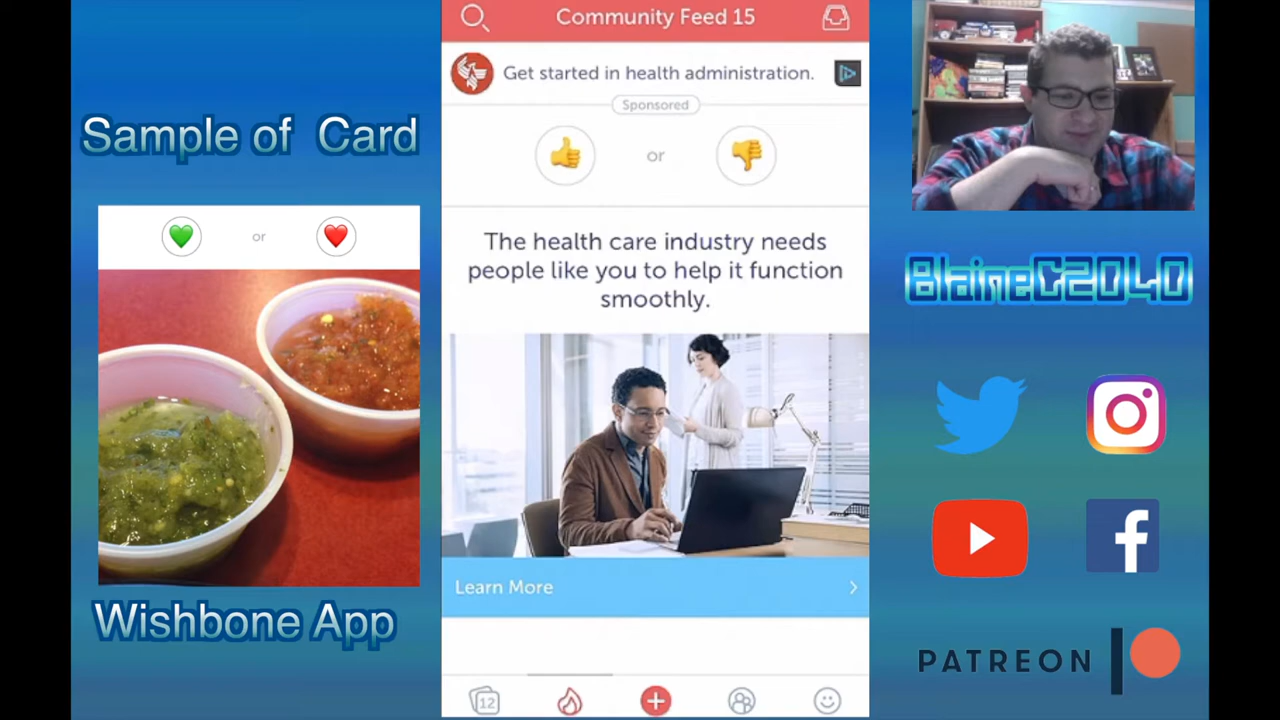 Sample of Card
or
Wishbone App
Community Feed 15
Get started in health administration.
Sponsored
or
The health care industry needs
people like you to help it function
smoothly.
Learn More
12
BlaineC2040
f
PATREON